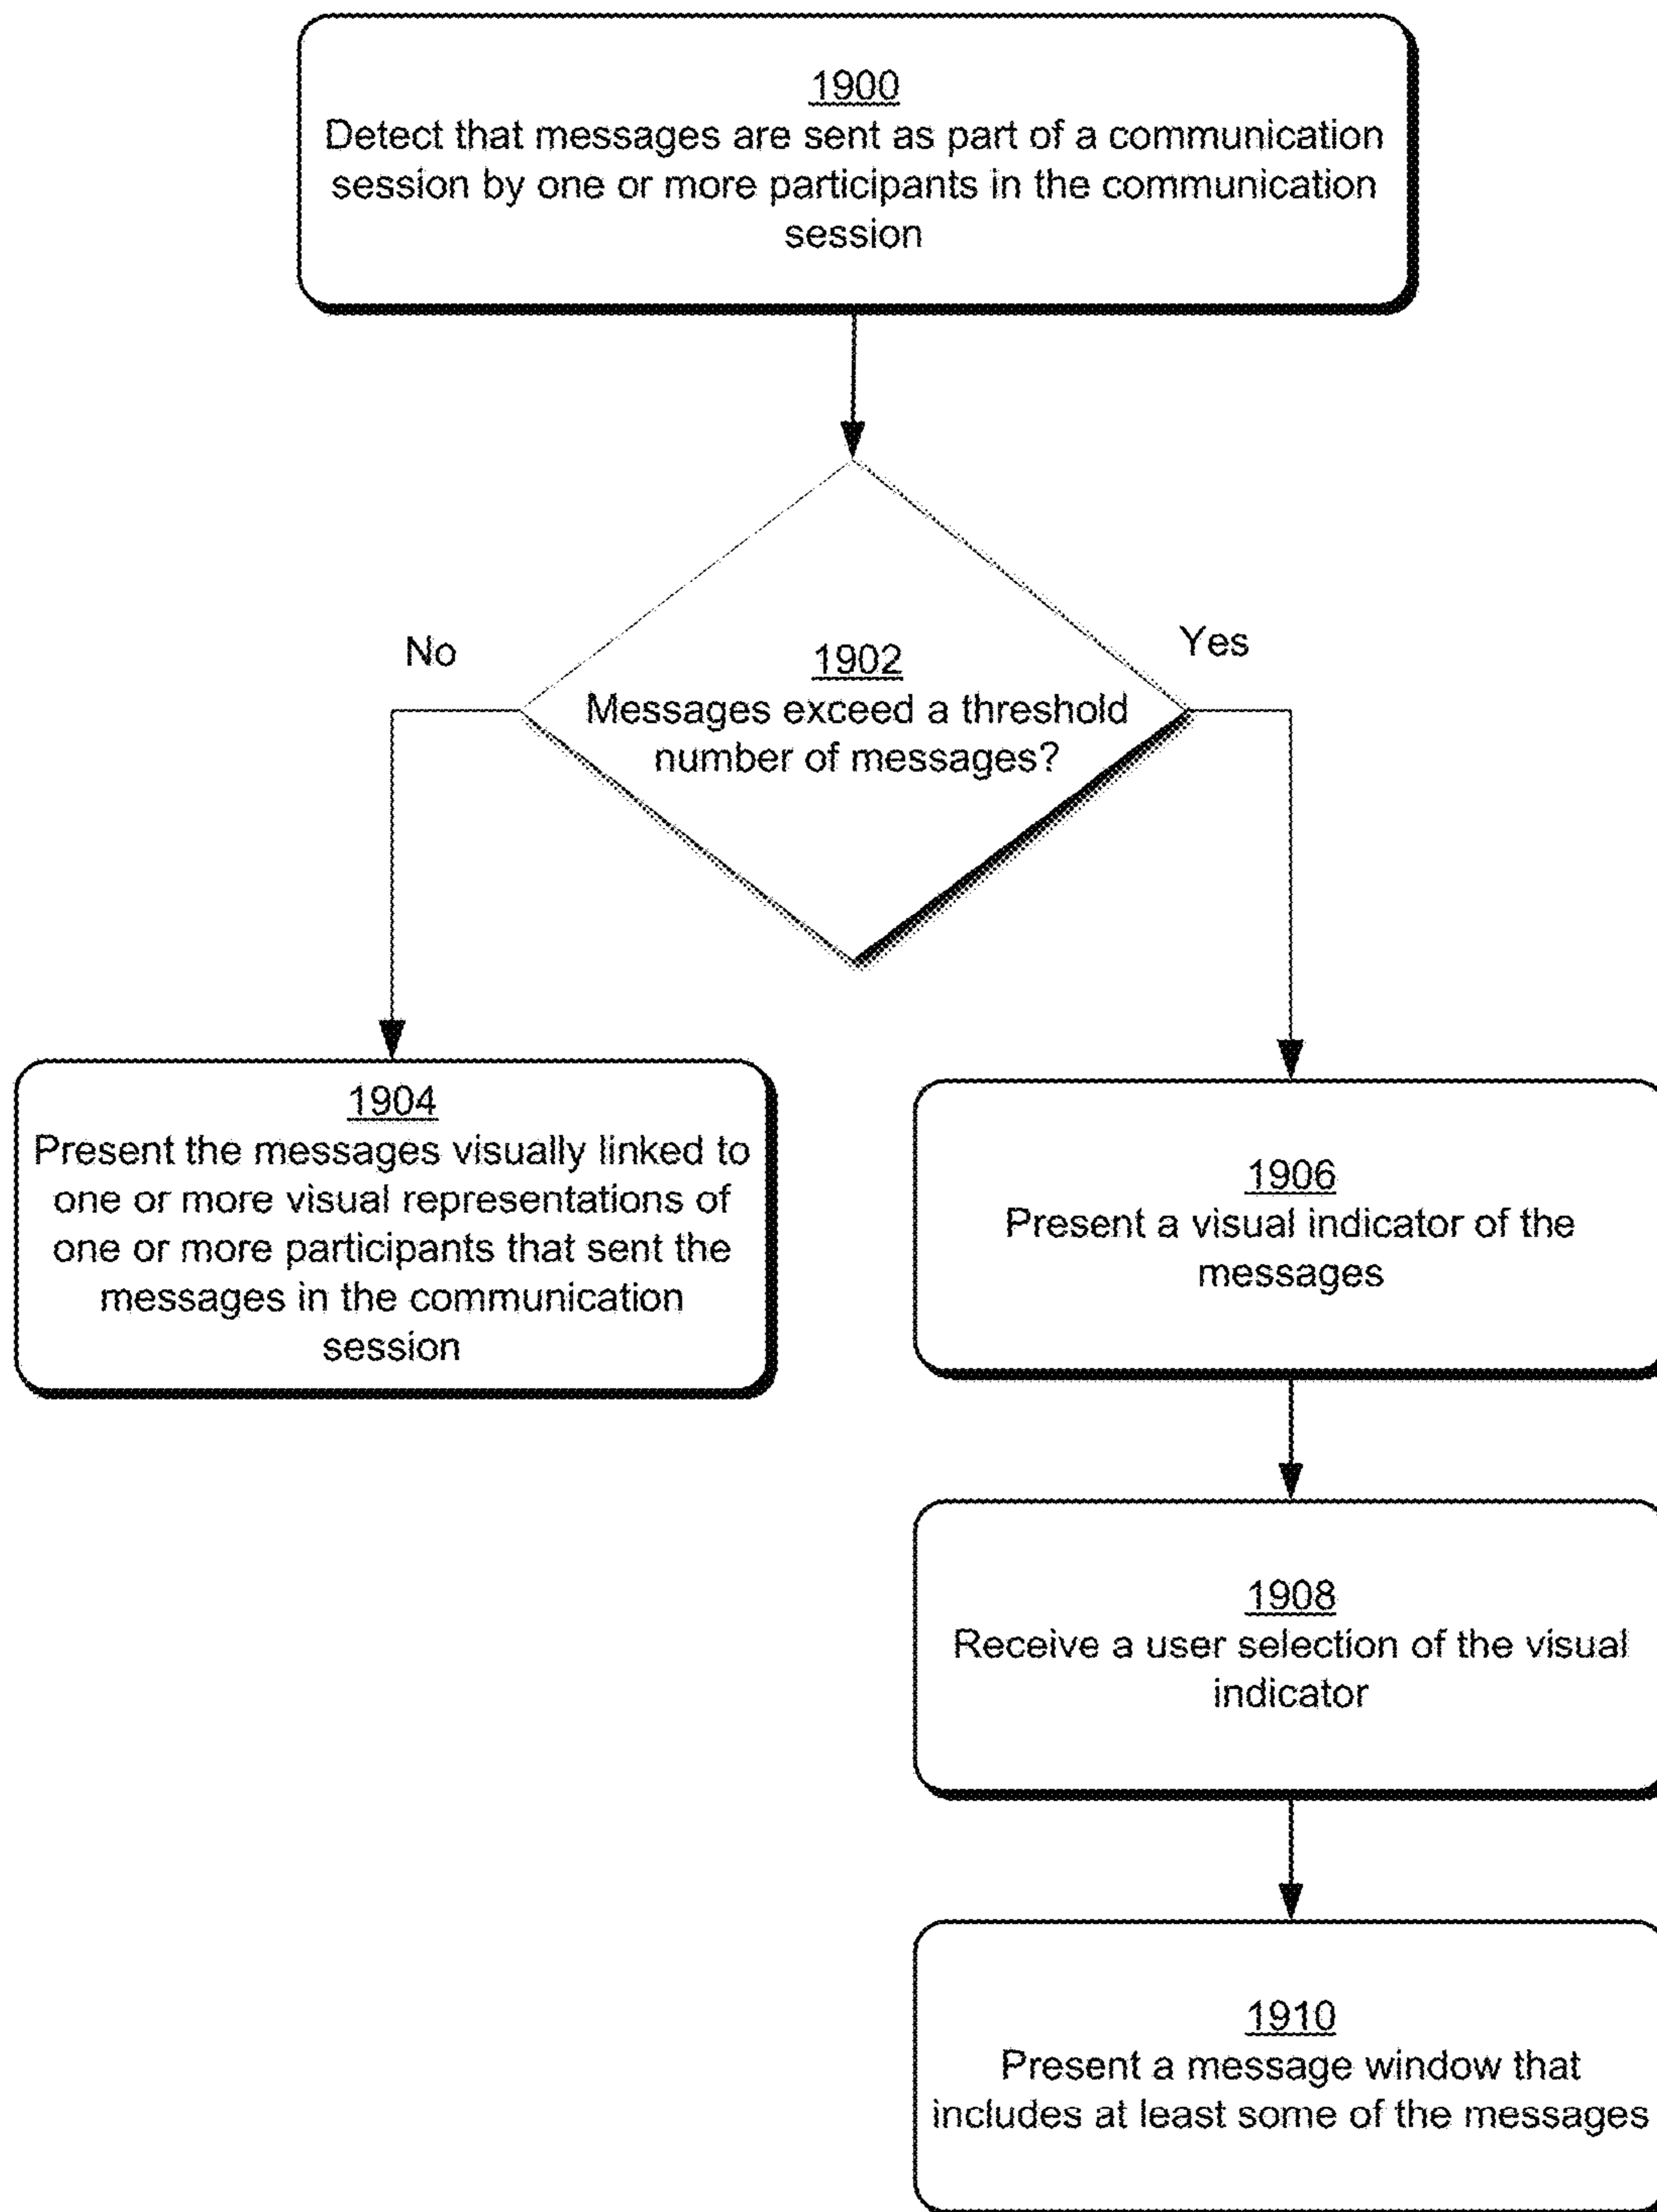 1900
Detect that messages are sent as part of a communication
session by one or more participants in the communication
session
No
Yes
1902
Messages exceed a threshold
number of messages?
1904
Present the messages visually linked to
one or more visual representations of
one or more participants that sent the
messages in the communication
session
1906
Present a visual indicator of the
messages
1908
Receive a user selection of the visual
indicator
1910
Present a message window that
includes at least some of the messages